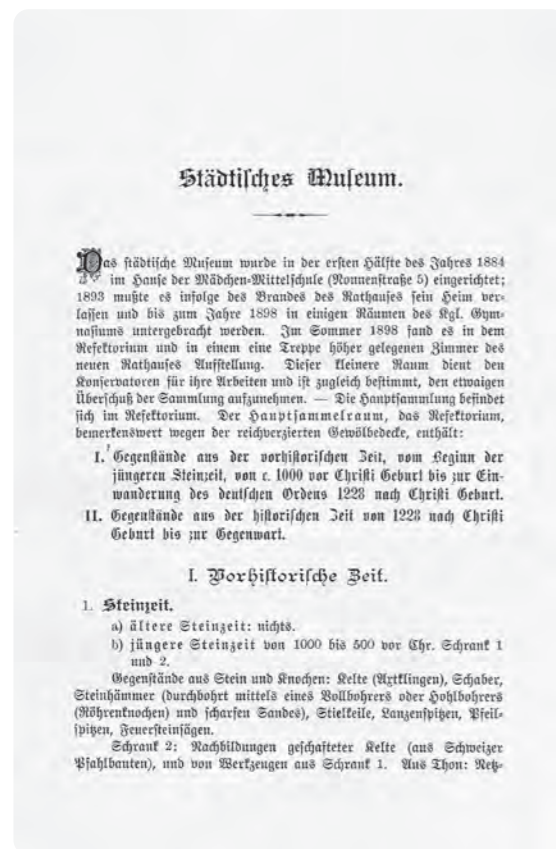 Städtisches Museum.
Das städtische Museum wurde in der ersten Hälfte des Jahres 1884
im Hause der Mädchen-Mittelschule (Nonnenstraße 5) eingerichtet;
1893 mußte es infolge des Brandes des Rathauses sein Heim ver-
lassen und bis zum Jahre 1898 in einigen Räumen des Kgl. Gym-
nasiums untergebracht werden. Im Sommer 1898 fand es in dem
Refektorium und in einem eine Treppe höher gelegenen Zimmer des
neuen Rathauses Aufstellung. Dieser kleinere Raum dient den
Konservatoren für ihre Arbeiten und ist zugleich bestimmt, den etwaigen
Überschuß der Sammlung aufzunehmen. — Die Hauptsammlung befindet
sich im Refektorium. Der Hauptsammelraum, das Refektorium,
bemerkenswert wegen der reichverzierten Gewölbedecke, enthält:
I. Gegenstände aus der vorhistorischen Zeit, vom Beginn der
jüngeren Steinzeit, von c. 1000 vor Christi Geburt bis zur Ein-
wanderung des deutschen Ordens 1228 nach Christi Geburt.
II. Gegenstände aus der historischen Zeit von 1228 nach Christi
Geburt bis zur Gegenwart.
I. Vorhistorische Zeit.
1. Steinzeit.
a) ältere Steinzeit: nichts.
b) jüngere Steinzeit von 1000 bis 500 vor Chr. Schrank 1
und 2.
Gegenstände aus Stein und Knochen: Kelte (Axtklingen), Schaber,
Steinhämmer (durchbohrt mittels eines Vollbohrers oder Hohlbohrers
(Röhrenknochen) und scharfen Sandes), Stielkeile, Lanzenspitzen, Pfeil-
spitzen, Feuersteinsägen.
Schrank 2: Nachbildungen geschafteter Kelte (aus Schweizer
Pfahlbauten), und von Werkzeugen aus Schrank 1. Aus Thon: Netz-